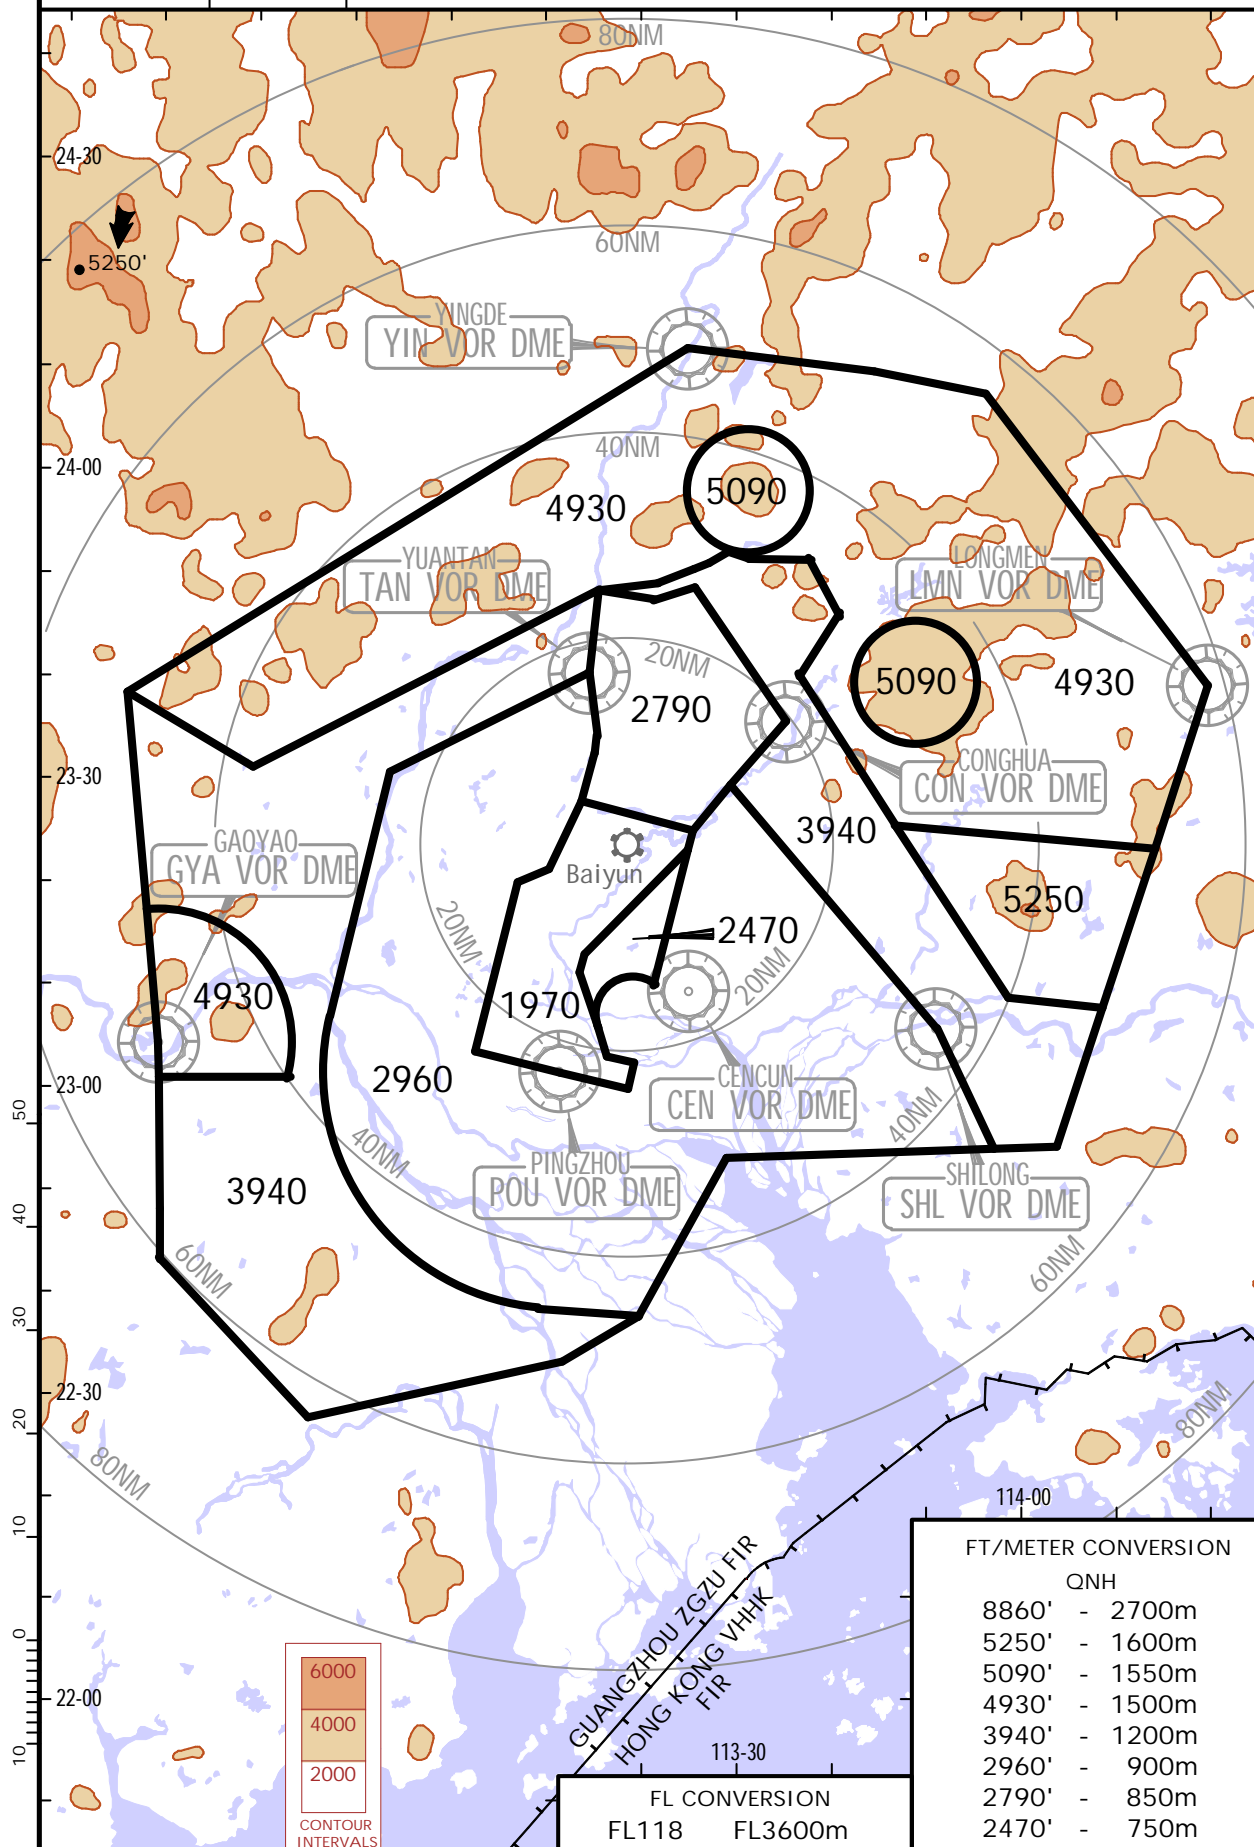 80NM
24-30
5250'
60NM
YINGDE
YIN VOR DME
40NM
24-00
4930
5090
YUANTAN
TAN VOR DME
LONGMEN
LMN VOR DME
20NM
2790
5090
4930
23-30
CONGHUA
CON VOR DME
3940
GAOYAO
GYA VOR DME
Baiyun
5250
20NM
2470
20NM
4930
1970
2960
23-00
CENCUN
CEN VOR DME
50
40NM
40NM
PINGZHOU
POU VOR DME
SHILONG
SHL VOR DME
3940
40
60NM
60NM
30
22-30
20
80NM
80NM
114-00
10
GUANGZHOU ZGZU FIR
HONG KONG VHHK
FIR
0
22-00
10
113-30
6000
4000
2000
CONTOUR
INTERVALS
FL CONVERSION
FL118 FL3600m
FT/METER CONVERSION
QNH
8860' - 2700m
5250' - 1600m
5090' - 1550m
4930' - 1500m
3940' - 1200m
2960' - 900m
2790' - 850m
2470' - 750m